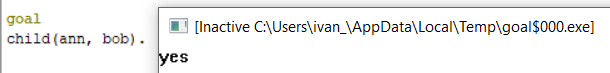 goal
child(ann, bob).
[Inactive C:\Users\ivan_\AppData\Local\Temp\goal$000.exe]
yes